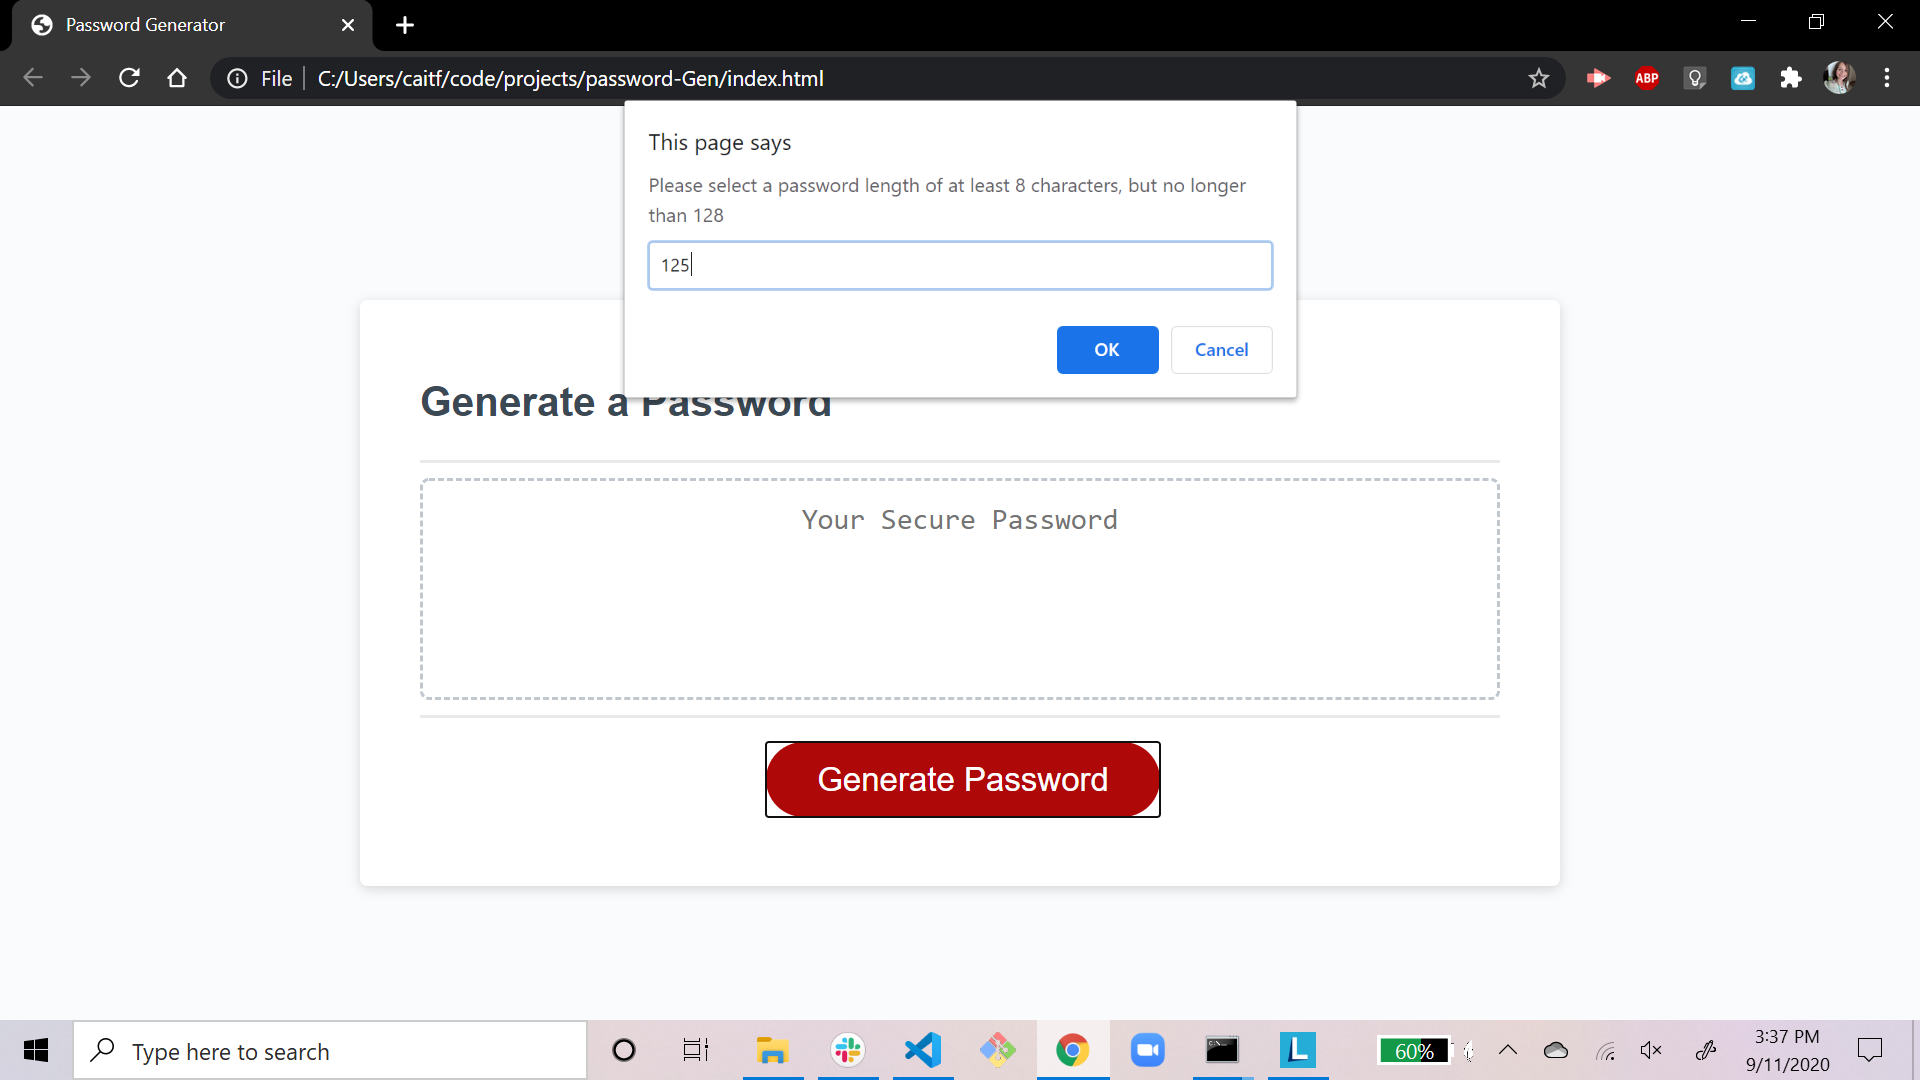 Password Generator
File
C:/Users/caitf/code/projects/password-Gen/index.html
ABP
This page says
Please select a password length of at least 8 characters, but no longer
than 128
125
OK
Cancel
Generate a Password
Your Secure Password
Generate Password
Type here to search
L
60%
3:37 PM
9/11/2020